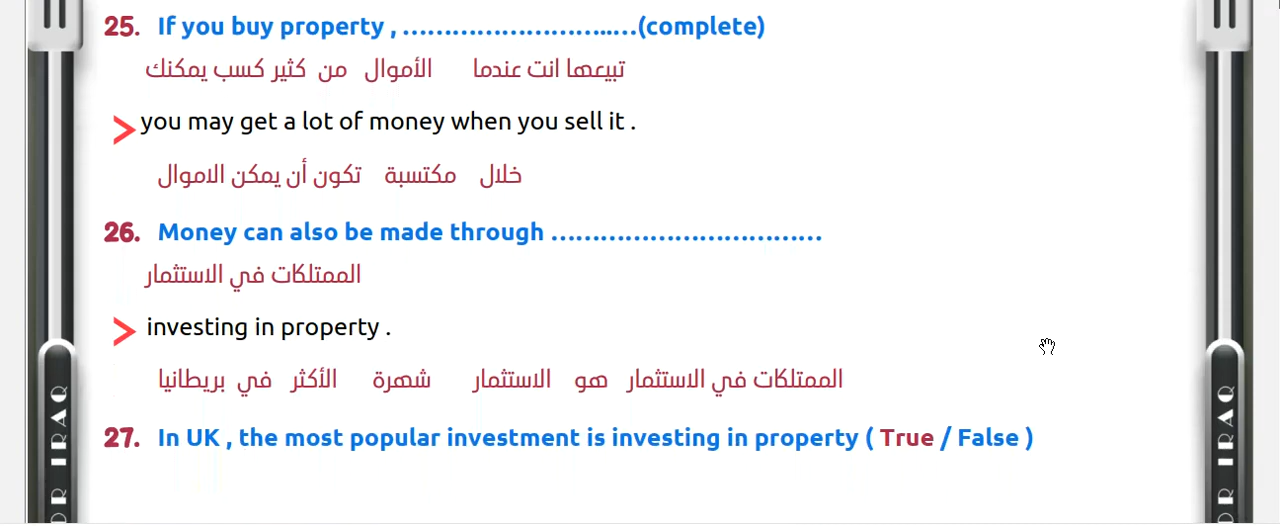 25. If you buy property , ……………………………(complete)
تبيعها انت عندما الأموال من كثير كسب يمكنك
you may get a lot of money when you sell it .
خلال مكتسبة تكون أن يمكن الاموال
26. Money can also be made through ……………………………
الممتلكات في الاستثمار
investing in property .
الممتلكات في الاستثمار هو الاستثمار شهرة الأكثر في بريطانيا
27. In UK , the most popular investment is investing in property ( True / False )
R IRAQ
R IRAQ